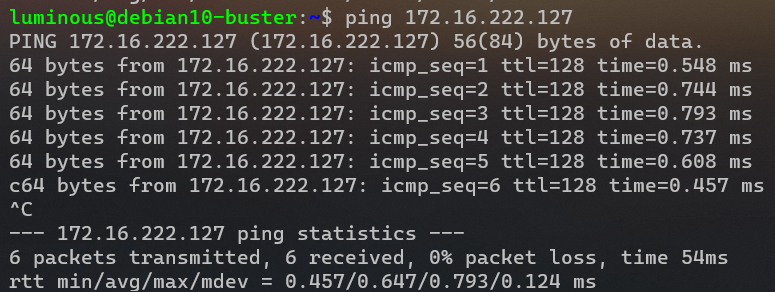 luminous@debian10-buster:~$ ping 172.16.222.127
PING 172.16.222.127 (172.16.222.127) 56(84) bytes of data.
64 bytes from 172.16.222.127: icmp_seq=1 ttl=128 time=0.548 ms
64 bytes from 172.16.222.127: icmp_seq=2 ttl=128 time=0.744 ms
64 bytes from 172.16.222.127: icmp_seq=3 ttl=128 time=0.793 ms
64 bytes from 172.16.222.127: icmp_seq=4 ttl=128 time=0.737 ms
64 bytes from 172.16.222.127: icmp_seq=5 ttl=128 time=0.608 ms
c64 bytes from 172.16.222.127: icmp_seq=6 ttl=128 time=0.457 ms
^C
--- 172.16.222.127 ping statistics ---
6 packets transmitted, 6 received, 0% packet loss, time 54ms
rtt min/avg/max/mdev = 0.457/0.647/0.793/0.124 ms